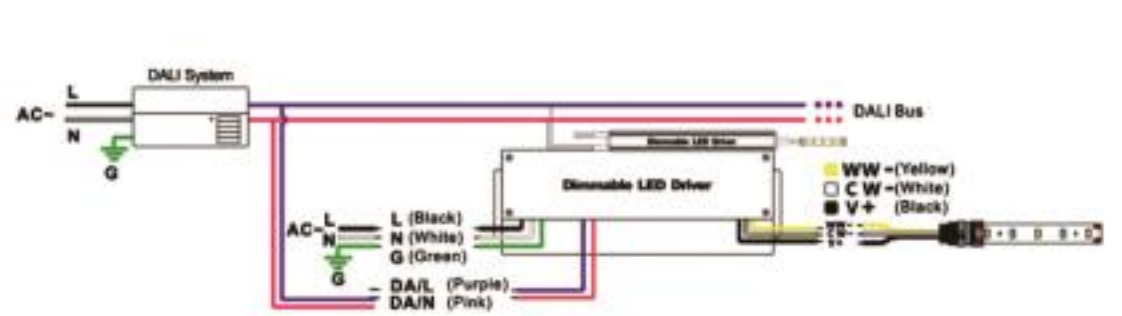 DALI System
L
AC~
N
G
DALI Bus
Dimmable LED Driver
Dimmable LED Driver
WW -(Yellow)
CW -(White)
V+ (Black)
AC~
L
N
G
L (Black)
N (White)
G (Green)
DA/L (Purple)
DA/N (Pink)